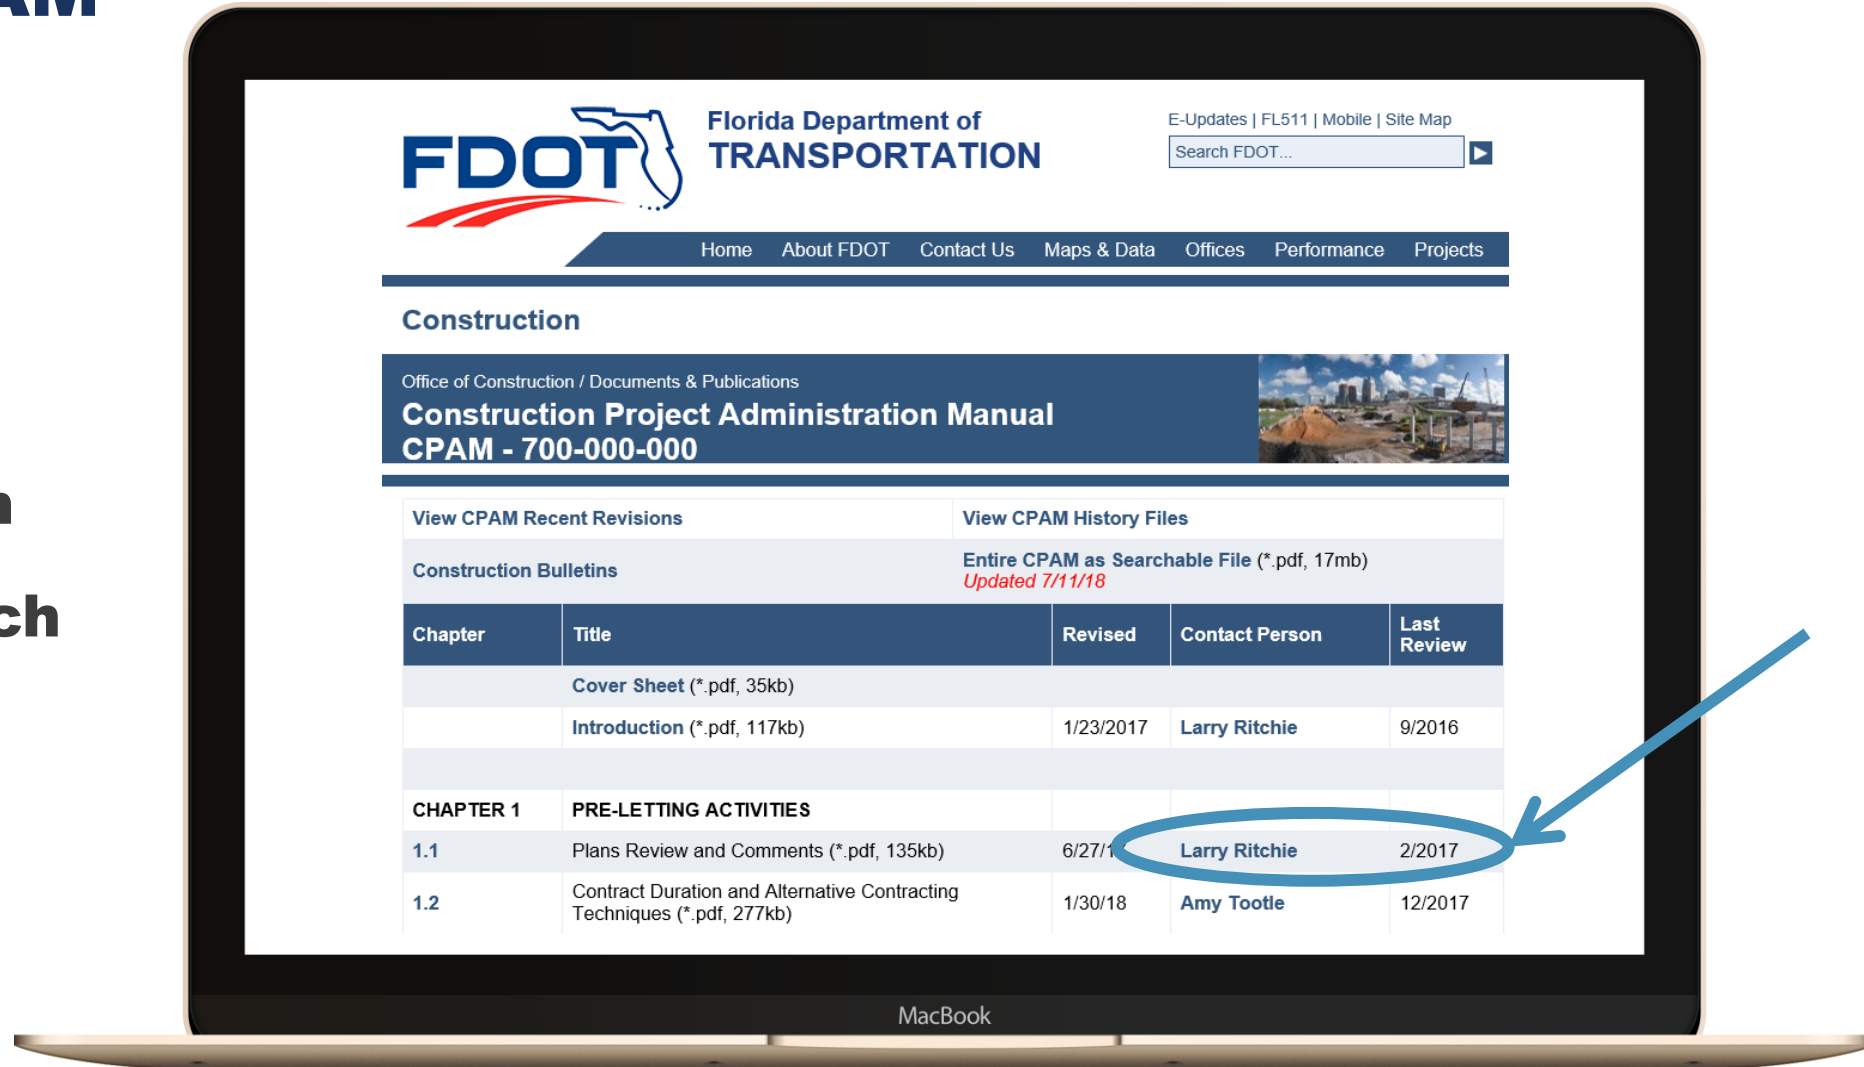 AM
n
ch
FDOT
Florida Department of
TRANSPORTATION
E-Updates | FL511 | Mobile | Site Map
Search FDOT...
Home About FDOT Contact Us Maps & Data Offices Performance Projects
Construction
Office of Construction / Documents & Publications
Construction Project Administration Manual
CPAM - 700-000-000
View CPAM Recent Revisions View CPAM History Files
Construction Bulletins Entire CPAM as Searchable File (*.pdf, 17mb)
Updated 7/11/18
Chapter Title Revised Contact Person Last Review
Cover Sheet (*.pdf, 35kb)
Introduction (*.pdf, 117kb) 1/23/2017 Larry Ritchie 9/2016
CHAPTER 1 PRE-LETTING ACTIVITIES
1.1 Plans Review and Comments (*.pdf, 135kb) Larry Ritchie 2/2017
1.2 Contract Duration and Alternative Contracting
Techniques (*.pdf, 277kb) 1/30/18 Amy Tootle 12/2017
MacBook